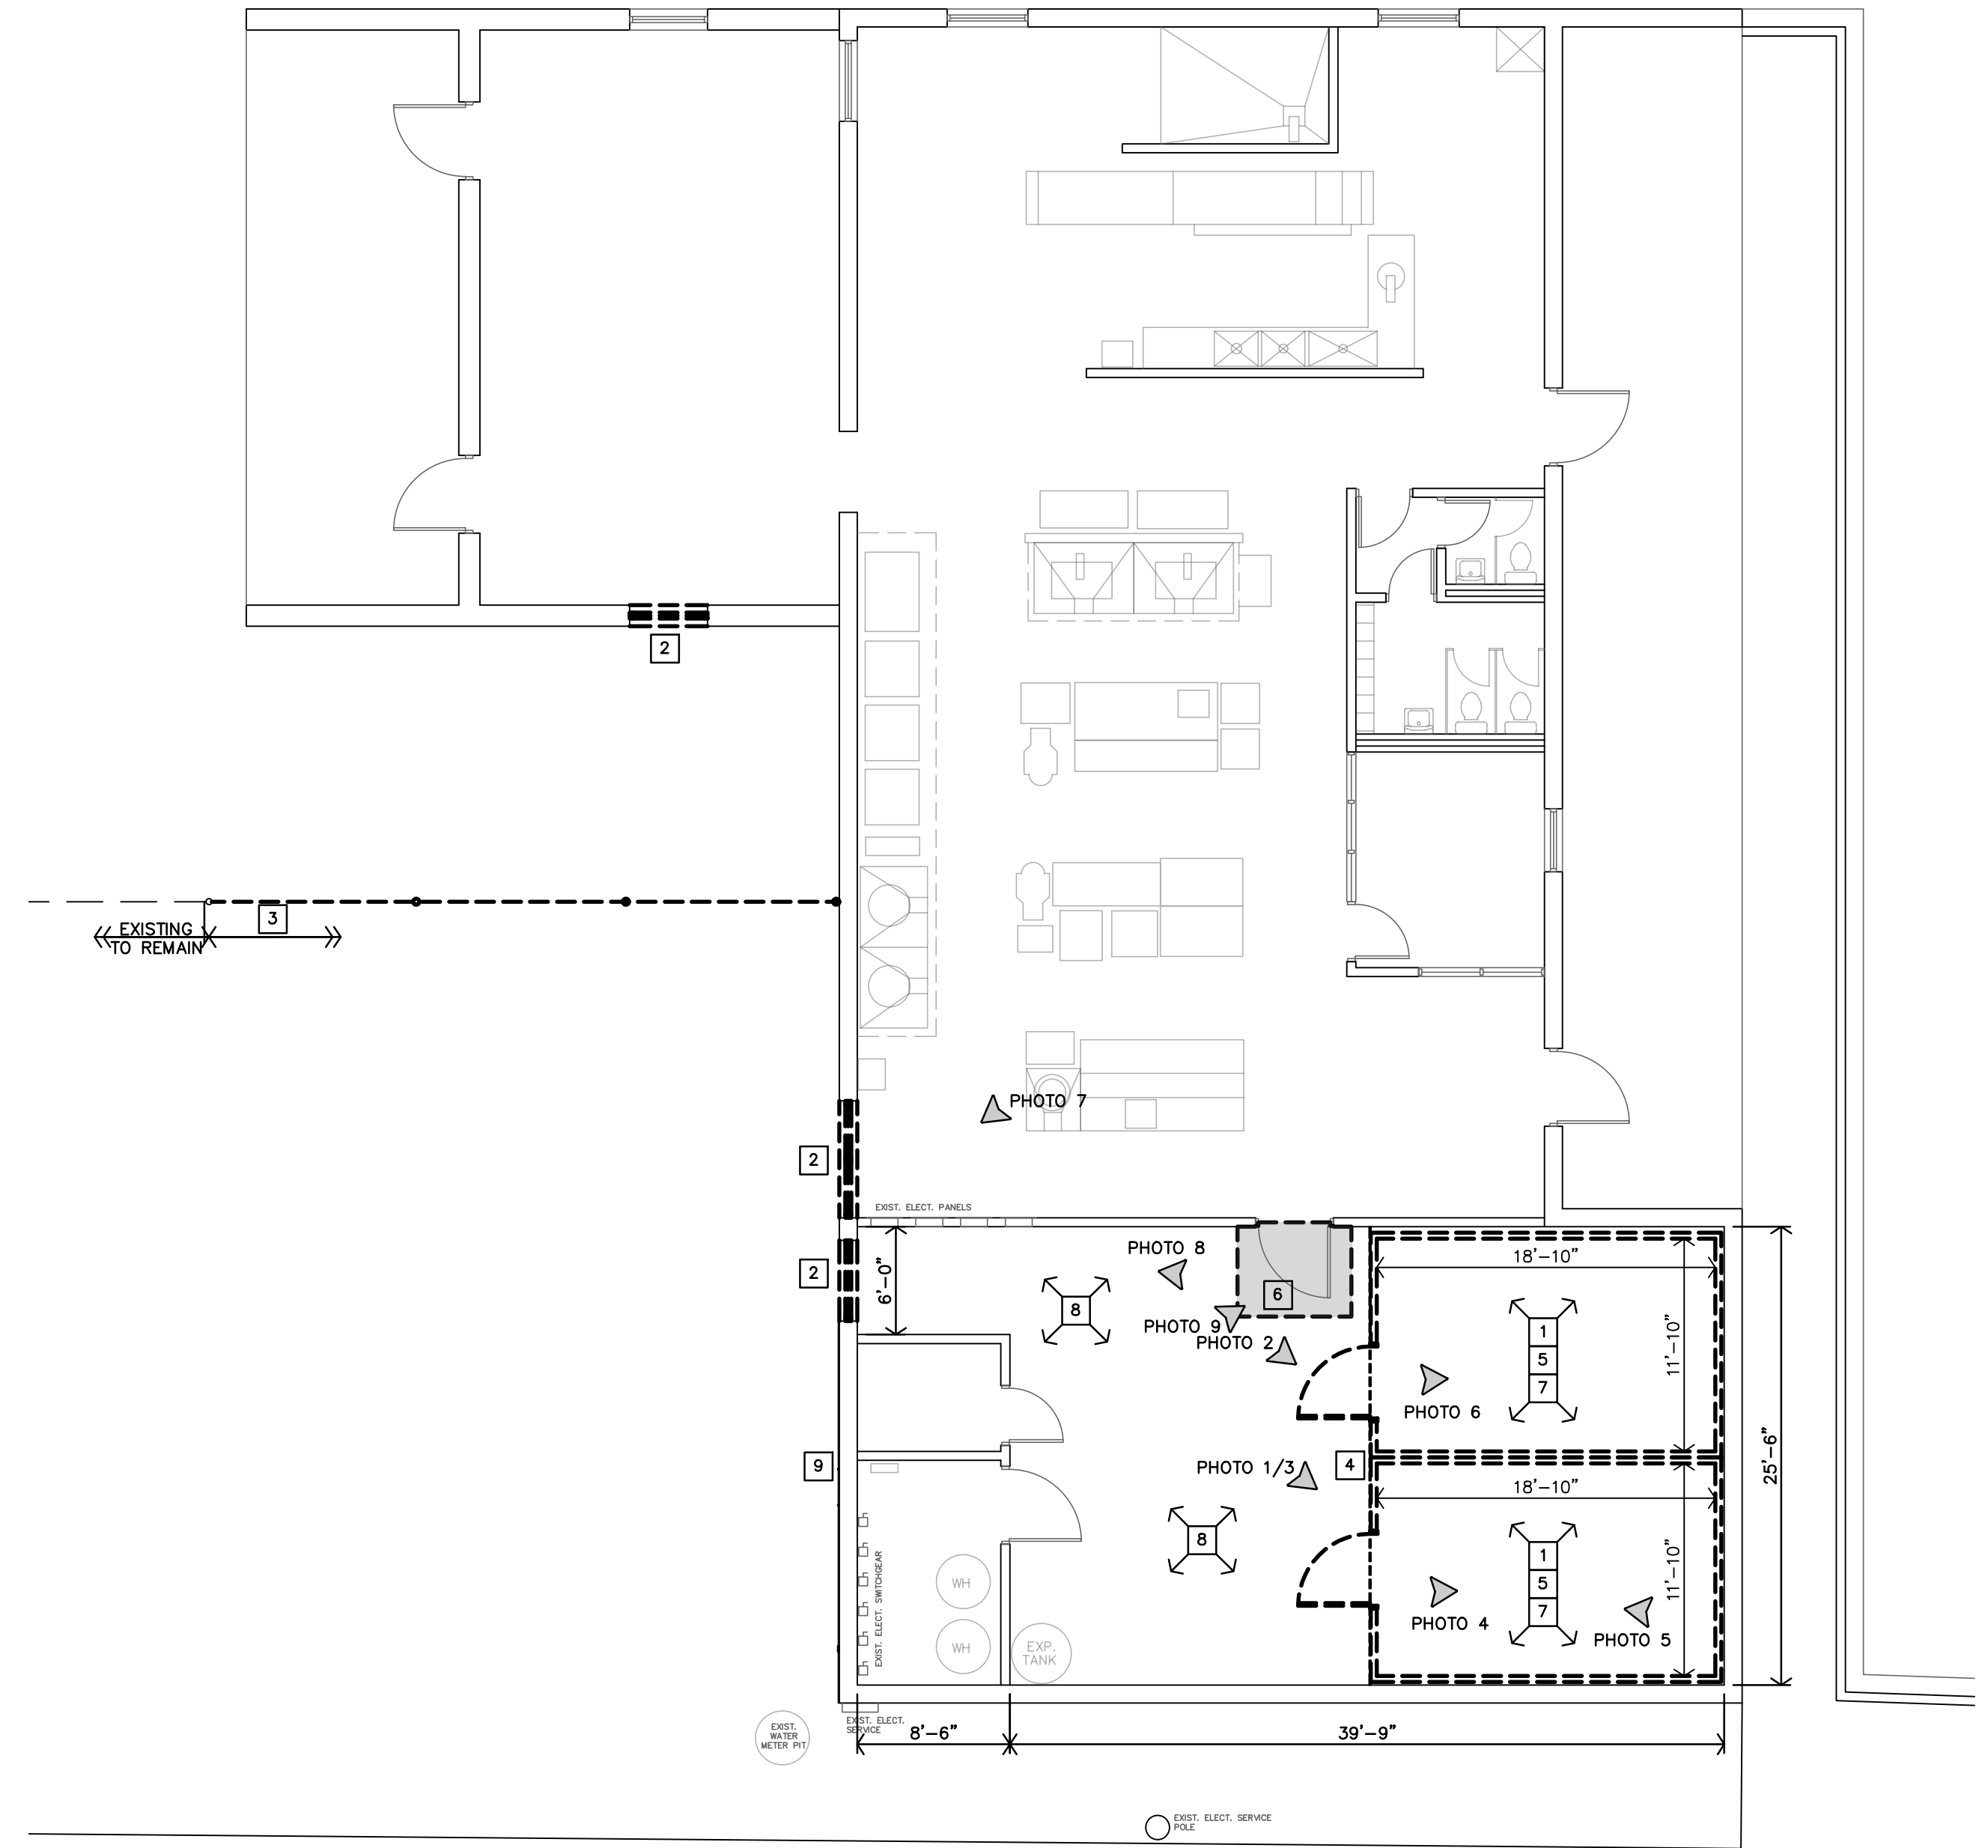 2
3
EXISTING
TO REMAIN
PHOTO 7
2
EXIST. ELECT. PANELS
2
6'-0"
PHOTO 8
8
6
PHOTO 9
PHOTO 2
18'-10"
11'-10"
1
5
7
PHOTO 6
9
PHOTO 1/3
4
25'-6"
18'-10"
11'-10"
8
1
5
7
EXIST. ELECT. SWITCHGEAR
WH
WH
EXP.
TANK
PHOTO 4
PHOTO 5
EXIST.
WATER
METER PIT
EXIST. ELECT.
SERVICE
8'-6"
39'-9"
EXIST. ELECT. SERVICE
POLE